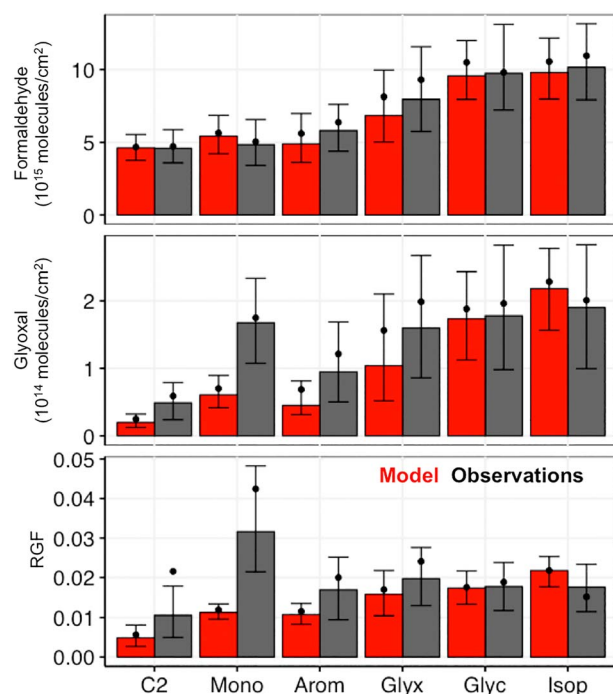 Formaldehyde
(10¹⁵ molecules/cm²)
10
5
0
Glyoxal
(10¹⁴ molecules/cm²)
2
1
0
RGF
0.05
0.04
0.03
0.02
0.01
0.00
Model Observations
C2 Mono Arom Glyx Glyc Isop